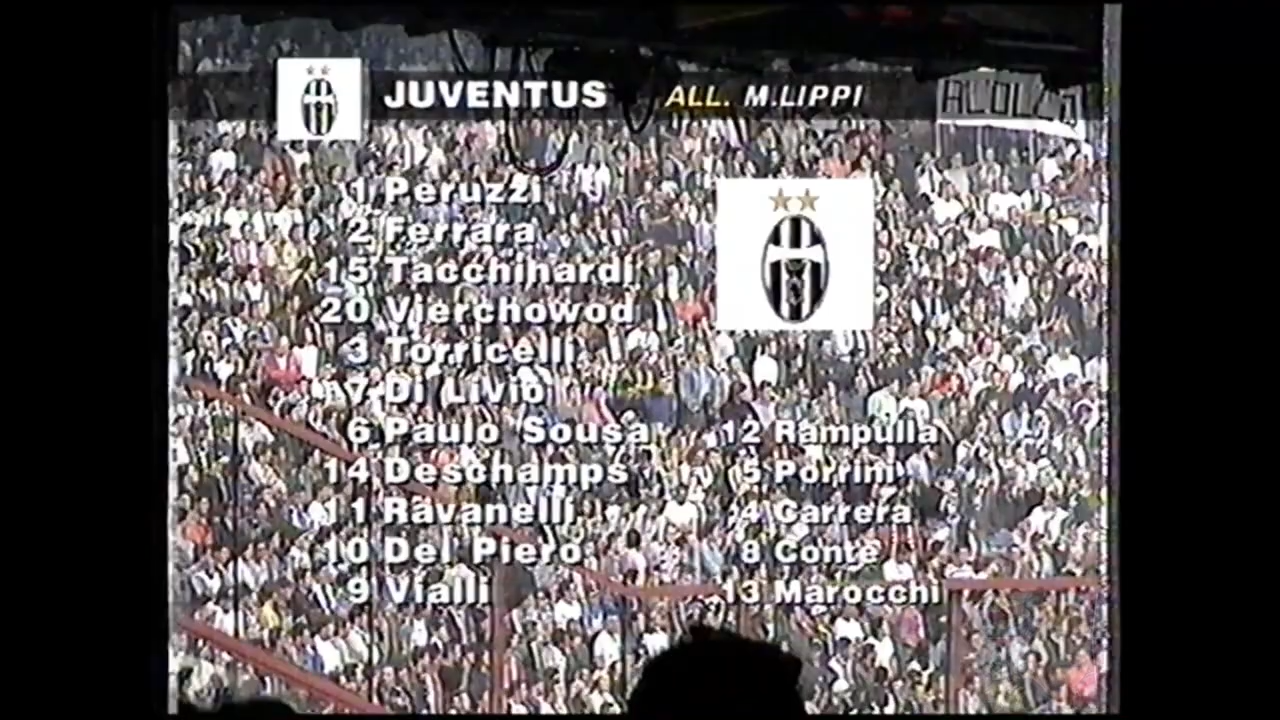 JUVENTUS ALL. M.LIPPI
1 Peruzzi
2 Ferrara
15 Tacchinardi
20 Vierchowod
3 Torricelli
7 Di Livio
6 Paulo Sousa
14 Deschamps
11 Ravanelli
10 Del Piero
9 Vialli
12 Rampulla
5 Porrini
4 Carrera
8 Conte
13 Marocchi